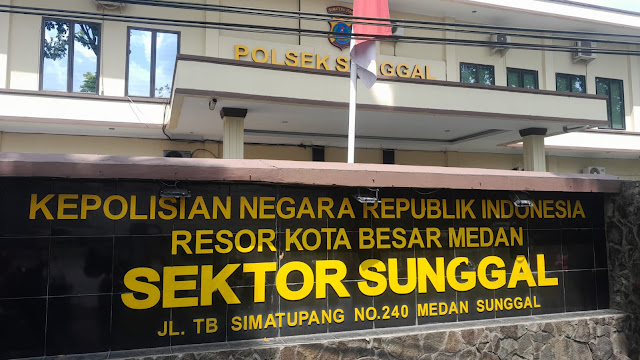 POLSEK SUNGGAL
KEPOLISIAN NEGARA REPUBLIK INDONESIA
RESOR KOTA BESAR MEDAN
SEKTOR SUNGGAL
JL. TB SIMATUPANG NO.240 MEDAN SUNGGAL